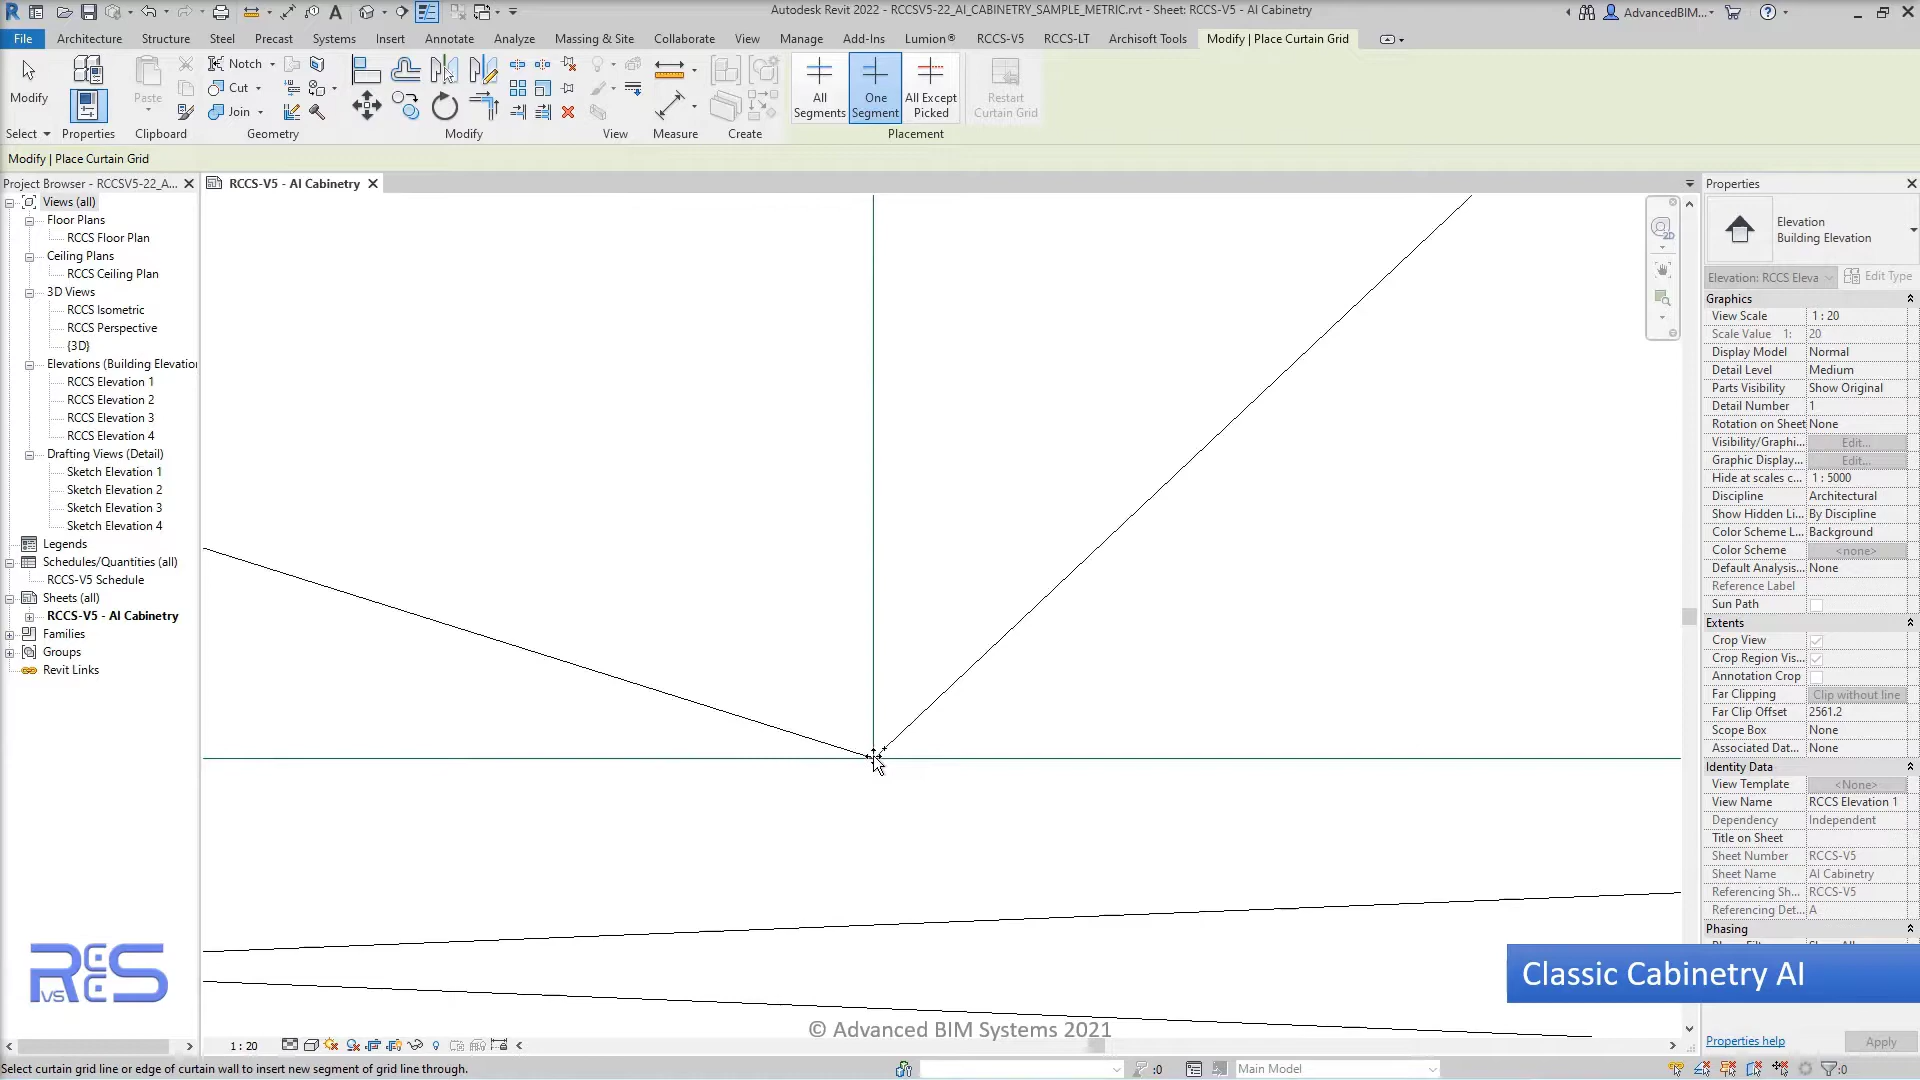 Autodesk Revit 2022 - RCCSV5-22_AI_CABINETRY_SAMPLE_METRIC.rvt - Sheet: RCCS-V5 - AI Cabinetry
AdvancedBIM...
File Architecture Structure Steel Precast Systems Insert Annotate Analyze Massing & Site Collaborate View Manage Add-Ins Lumion® RCCS-V5 RCCS-LT Archisoft Tools Modify | Place Curtain Grid
Modify
Paste
Notch
Cut
Join
All Segments
One Segment
All Except Picked
Restart Curtain Grid
Select Properties Clipboard Geometry Modify View Measure Create Placement
Modify | Place Curtain Grid
Project Browser - RCCSV5-22_A...
Views (all)
Floor Plans
RCCS Floor Plan
Ceiling Plans
RCCS Ceiling Plan
3D Views
RCCS Isometric
RCCS Perspective
{3D}
Elevations (Building Elevation
RCCS Elevation 1
RCCS Elevation 2
RCCS Elevation 3
RCCS Elevation 4
Drafting Views (Detail)
Sketch Elevation 1
Sketch Elevation 2
Sketch Elevation 3
Sketch Elevation 4
Legends
Schedules/Quantities (all)
RCCS-V5 Schedule
Sheets (all)
RCCS-V5 - AI Cabinetry
Families
Groups
Revit Links
RCCS-V5 - AI Cabinetry
2D
Properties
Elevation
Building Elevation
Elevation: RCCS Eleva Edit Type
Graphics
View Scale 1 : 20
Scale Value 1: 20
Display Model Normal
Detail Level Medium
Parts Visibility Show Original
Detail Number 1
Rotation on Sheet None
Visibility/Graphi... Edit...
Graphic Display... Edit...
Hide at scales c... 1 : 5000
Discipline Architectural
Show Hidden Li... By Discipline
Color Scheme L... Background
Color Scheme <none>
Default Analysis... None
Reference Label
Sun Path
Extents
Crop View
Crop Region Vis...
Annotation Crop
Far Clipping Clip without line
Far Clip Offset 2561.2
Scope Box None
Associated Dat... None
Identity Data
View Template <None>
View Name RCCS Elevation 1
Dependency Independent
Title on Sheet
Sheet Number RCCS-V5
Sheet Name AI Cabinetry
Referencing Sh... RCCS-V5
Referencing Det... A
Phasing
Classic Cabinetry AI
Properties help Apply
© Advanced BIM Systems 2021
1 : 20
Select curtain grid line or edge of curtain wall to insert new segment of grid line through.
:0
Main Model
:0